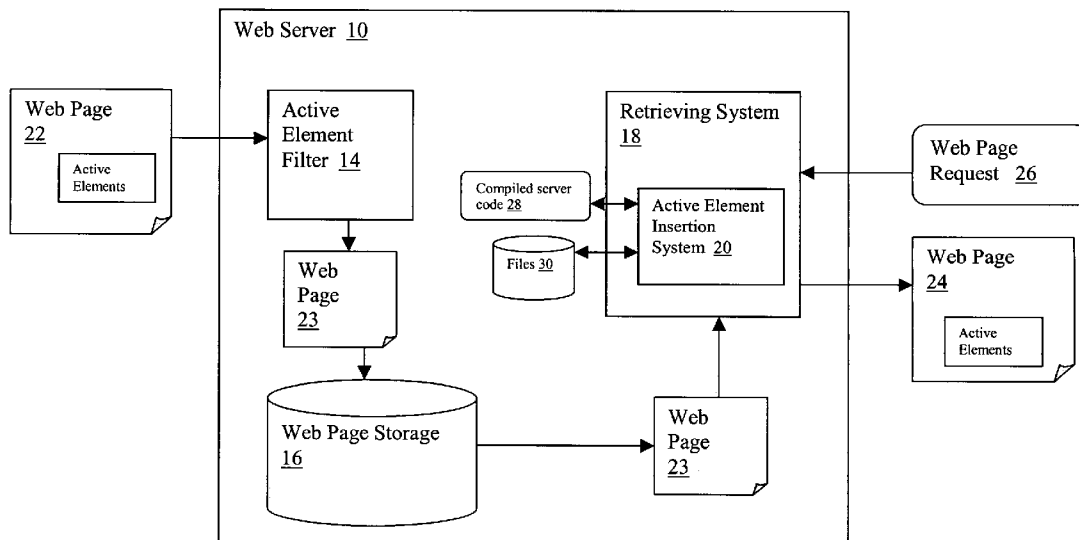 Web Server 10
Web Page
22
Active
Elements
Active
Element
Filter 14
Retrieving System
18
Compiled server
code 28
Active Element
Insertion
System 20
Files 30
Web Page
Request 26
Web Page
24
Active
Elements
Web
Page
23
Web Page Storage
16
Web
Page
23